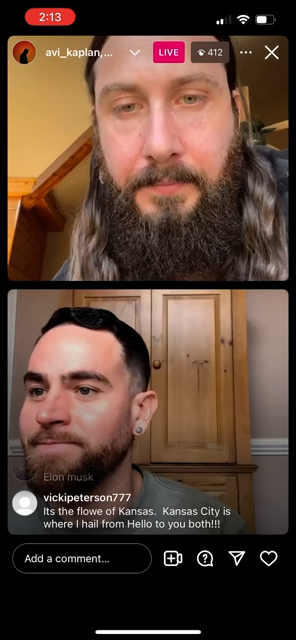 2:13
avi_kaplan,...
LIVE
412
Elon musk
vickipeterson777
Its the flowe of Kansas. Kansas City is
where I hail from Hello to you both!!!
Add a comment...